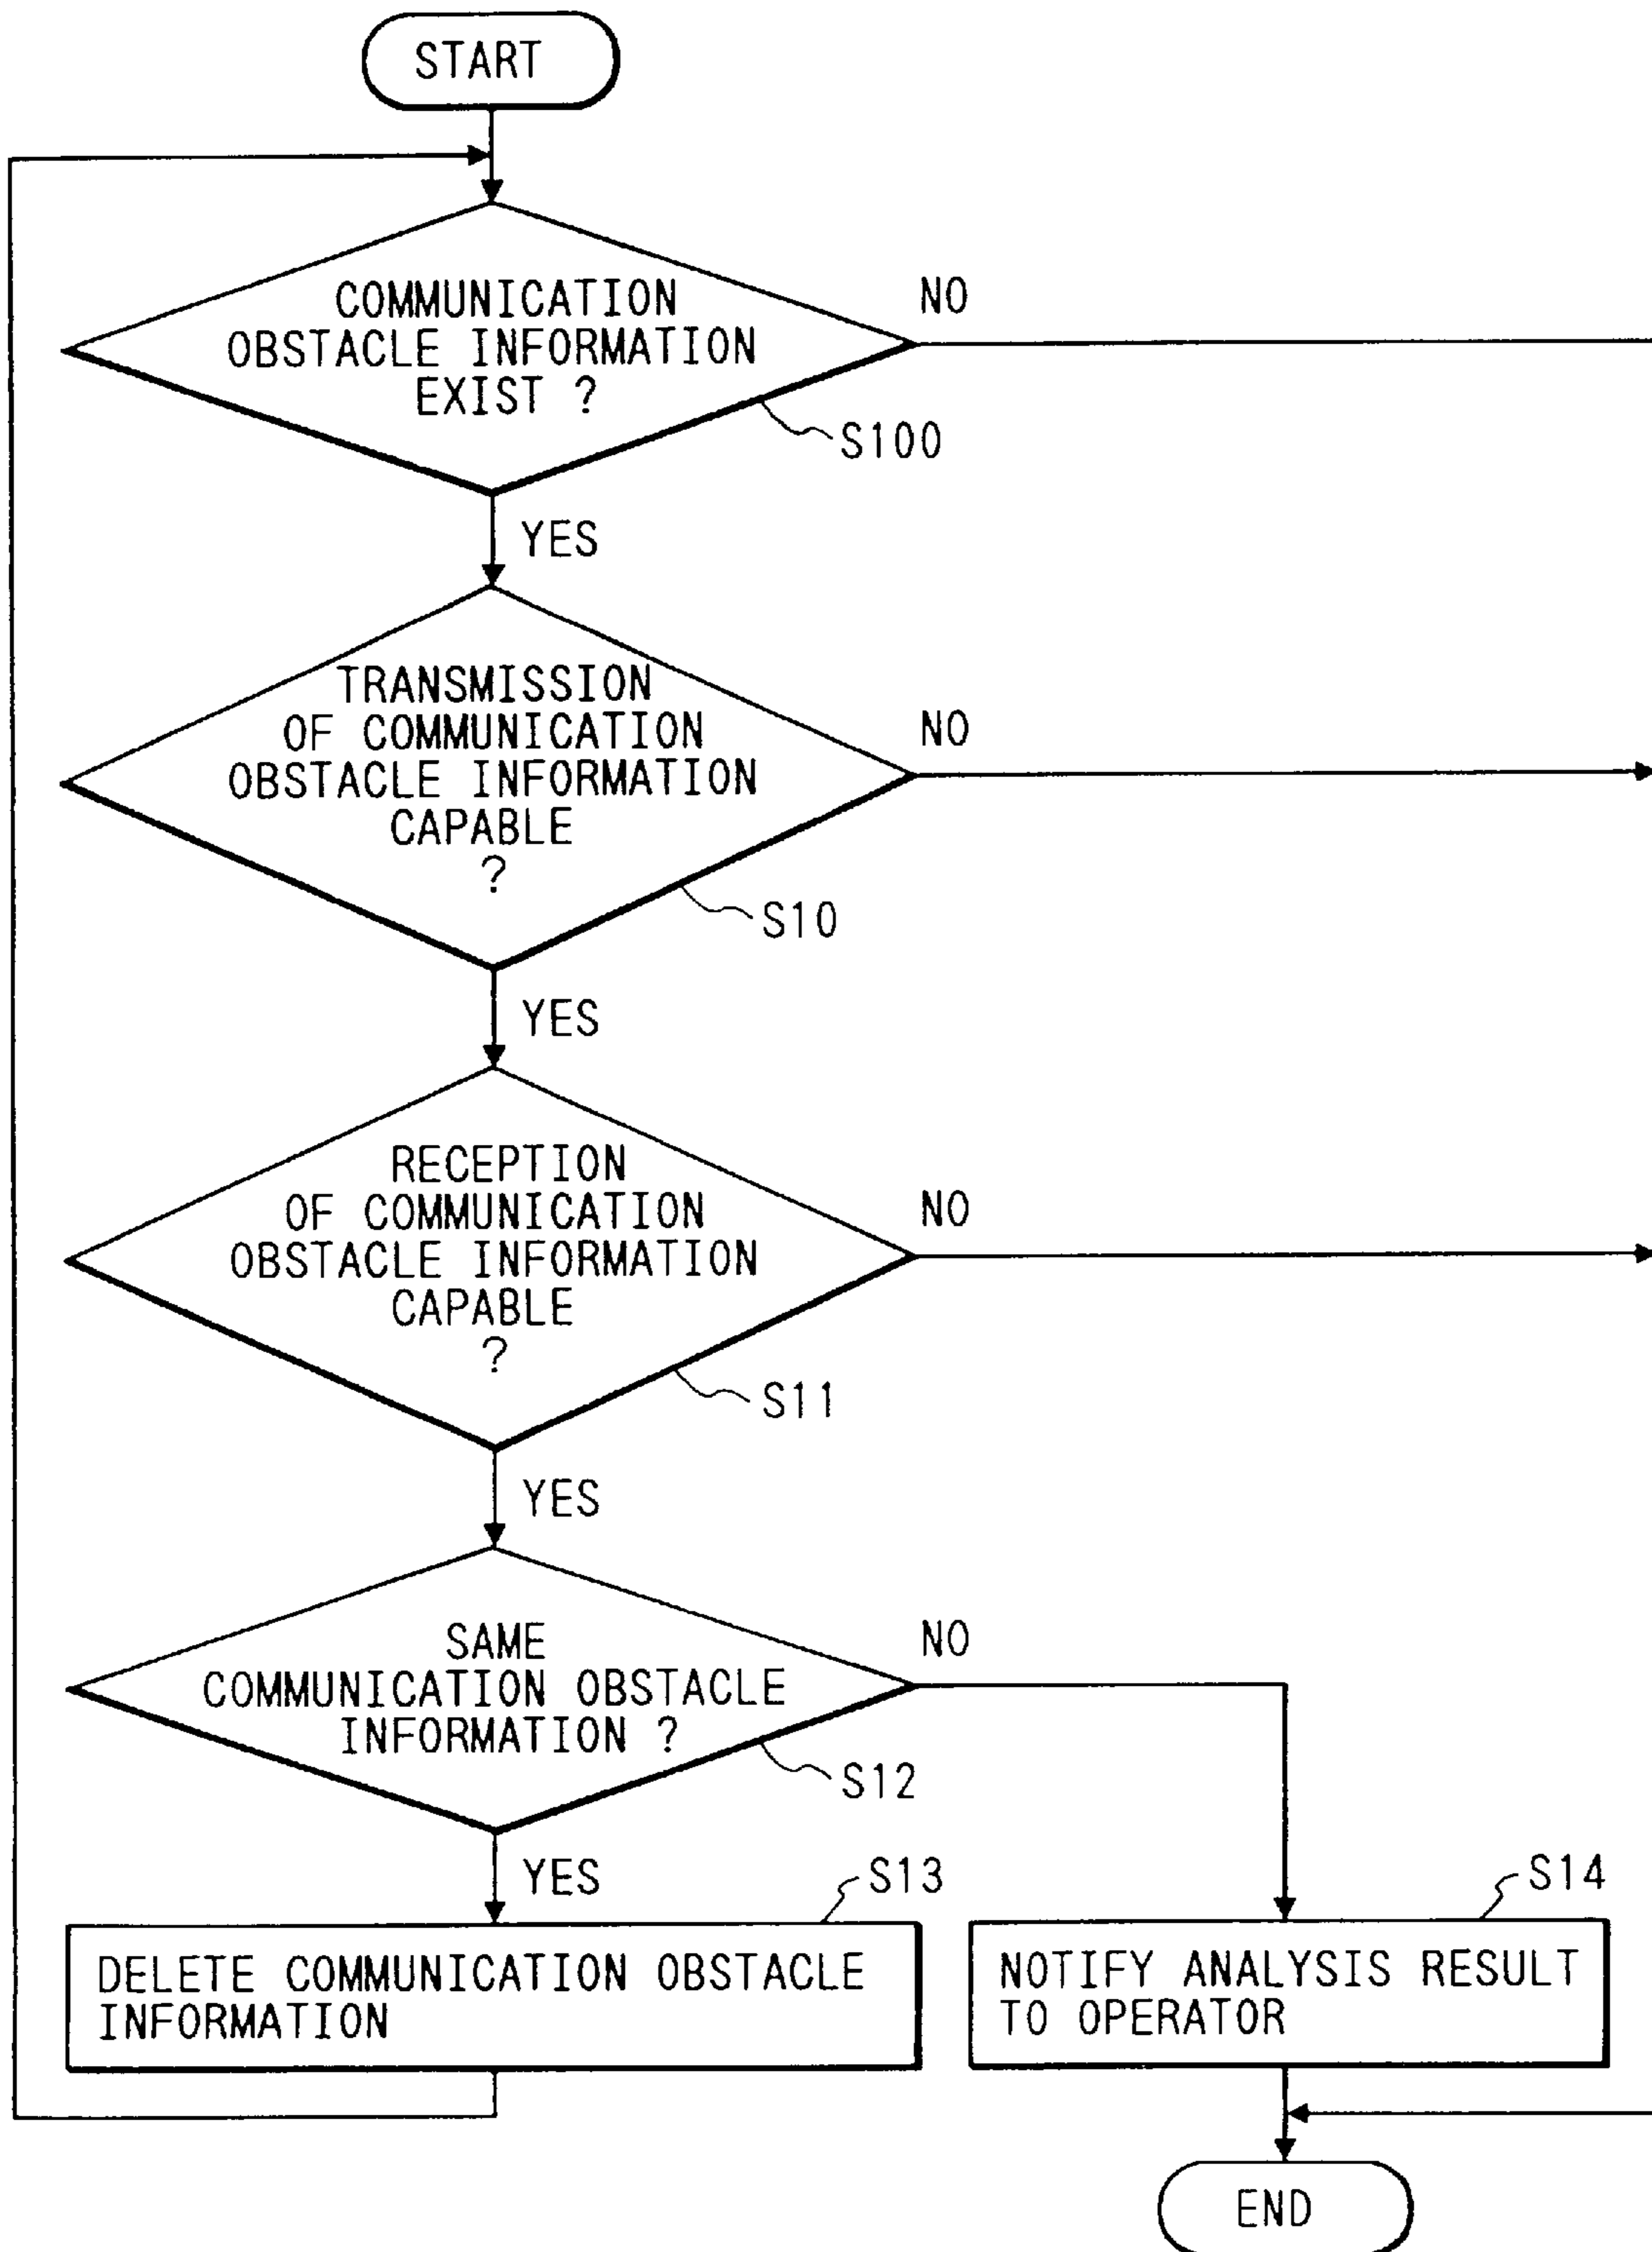 START
COMMUNICATION
OBSTACLE INFORMATION
EXIST ?
NO
S100
YES
TRANSMISSION
OF COMMUNICATION
OBSTACLE INFORMATION
CAPABLE
?
NO
S10
YES
RECEPTION
OF COMMUNICATION
OBSTACLE INFORMATION
CAPABLE
?
NO
S11
YES
SAME
COMMUNICATION OBSTACLE
INFORMATION ?
NO
S12
YES
S13
DELETE COMMUNICATION OBSTACLE
INFORMATION
S14
NOTIFY ANALYSIS RESULT
TO OPERATOR
END